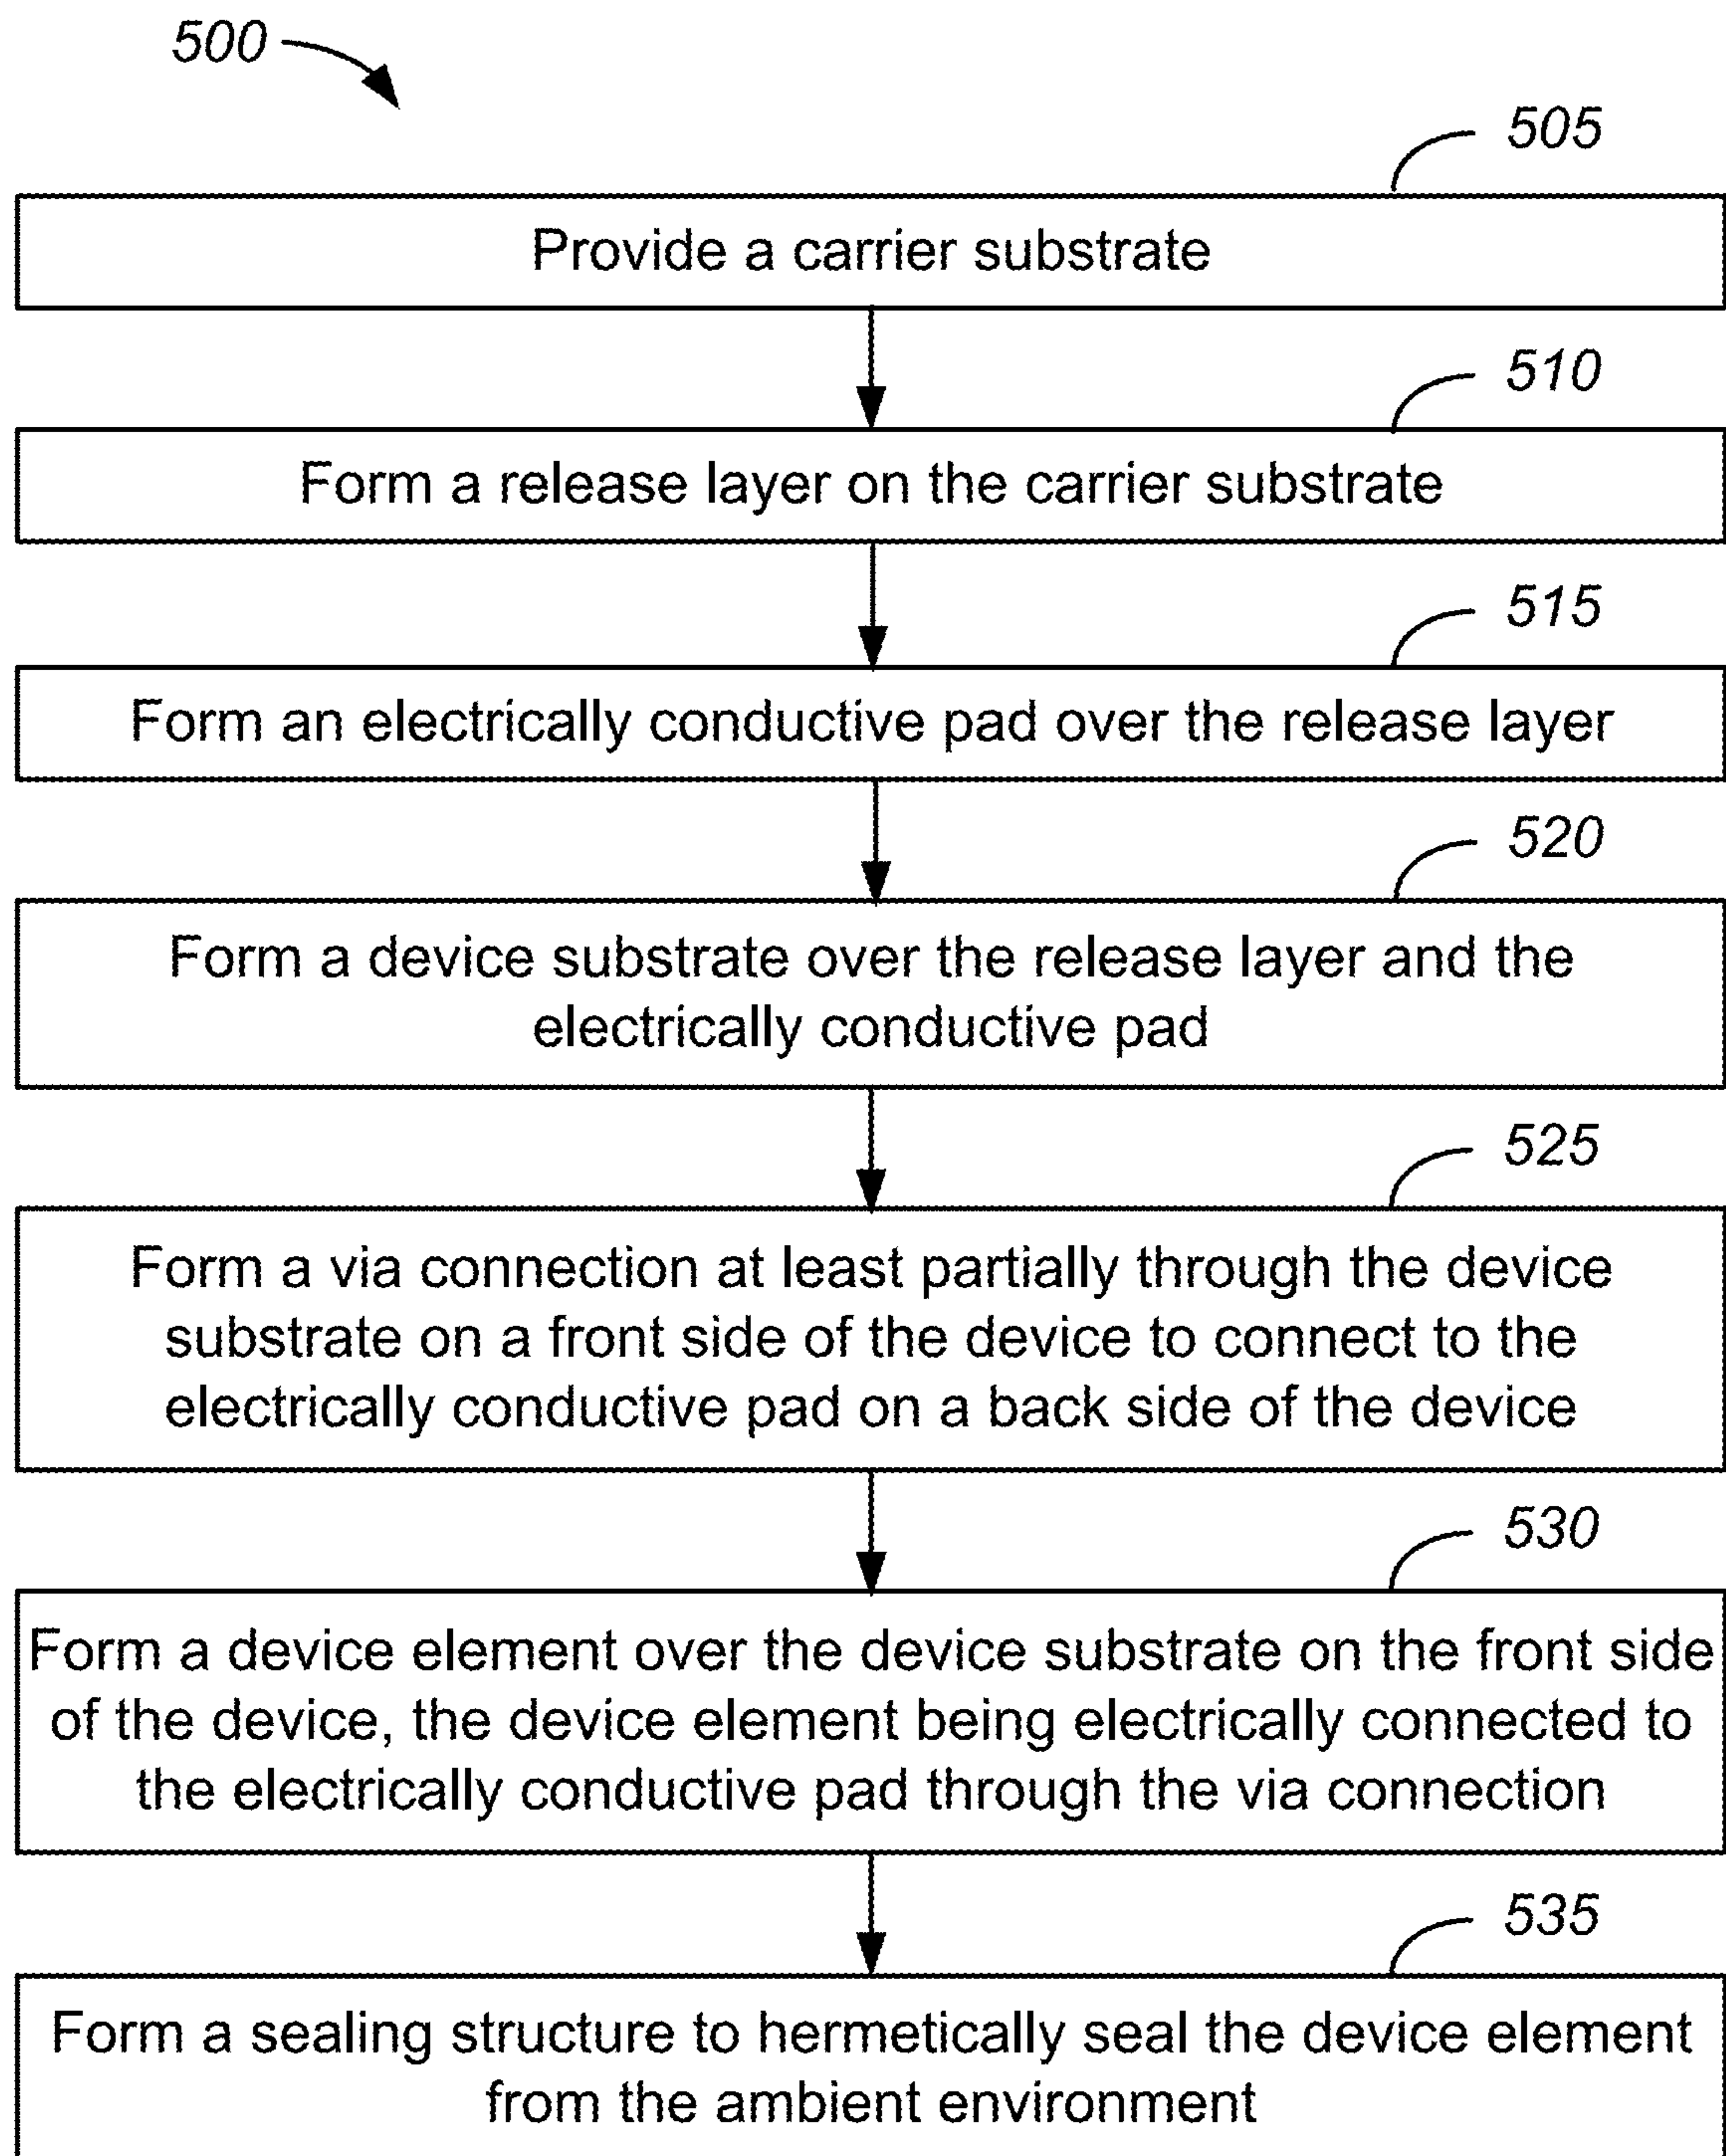 500
505
Provide a carrier substrate
510
Form a release layer on the carrier substrate
515
Form an electrically conductive pad over the release layer
520
Form a device substrate over the release layer and the
electrically conductive pad
525
Form a via connection at least partially through the device
substrate on a front side of the device to connect to the
electrically conductive pad on a back side of the device
530
Form a device element over the device substrate on the front side
of the device, the device element being electrically connected to
the electrically conductive pad through the via connection
535
Form a sealing structure to hermetically seal the device element
from the ambient environment